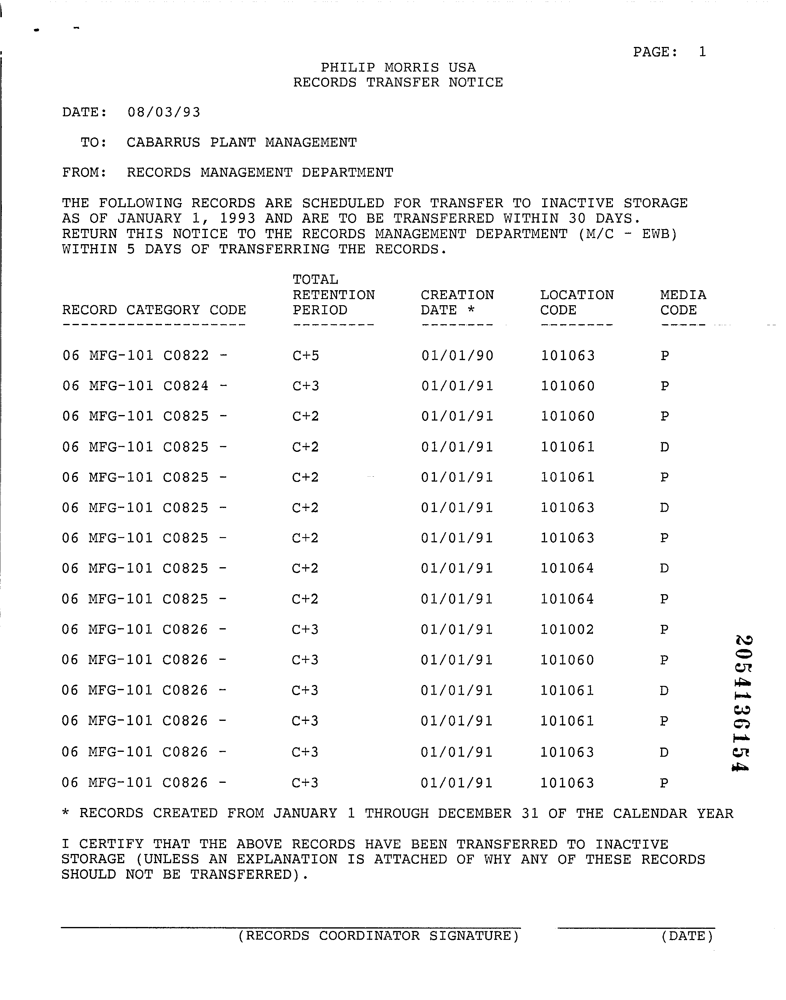 PAGE: 1
PHILIP MORRIS USA
RECORDS TRANSFER NOTICE
DATE: 08/03/93
TO: CABARRUS PLANT MANAGEMENT
FROM: RECORDS MANAGEMENT DEPARTMENT
THE FOLLOWING RECORDS ARE SCHEDULED FOR TRANSFER TO INACTIVE STORAGE
AS OF JANUARY 1, 1993 AND ARE TO BE TRANSFERRED WITHIN 30 DAYS.
RETURN THIS NOTICE TO THE RECORDS MANAGEMENT DEPARTMENT (M/C - EWB)
WITHIN 5 DAYS OF TRANSFERRING THE RECORDS.
TOTAL
RETENTION CREATION LOCATION MEDIA
RECORD CATEGORY CODE PERIOD DATE * CODE CODE
-------------------- --------- -------- -------- -----
06 MFG-101 C0822 - C+5 01/01/90 101063 P
06 MFG-101 C0824 - C+3 01/01/91 101060 P
06 MFG-101 C0825 - C+2 01/01/91 101060 P
06 MFG-101 C0825 - C+2 01/01/91 101061 D
06 MFG-101 C0825 - C+2 01/01/91 101061 P
06 MFG-101 C0825 - C+2 01/01/91 101063 D
06 MFG-101 C0825 - C+2 01/01/91 101063 P
06 MFG-101 C0825 - C+2 01/01/91 101064 D
06 MFG-101 C0825 - C+2 01/01/91 101064 P
06 MFG-101 C0826 - C+3 01/01/91 101002 P
06 MFG-101 C0826 - C+3 01/01/91 101060 P
06 MFG-101 C0826 - C+3 01/01/91 101061 D
06 MFG-101 C0826 - C+3 01/01/91 101061 P
06 MFG-101 C0826 - C+3 01/01/91 101063 D
06 MFG-101 C0826 - C+3 01/01/91 101063 P
* RECORDS CREATED FROM JANUARY 1 THROUGH DECEMBER 31 OF THE CALENDAR YEAR
I CERTIFY THAT THE ABOVE RECORDS HAVE BEEN TRANSFERRED TO INACTIVE
STORAGE (UNLESS AN EXPLANATION IS ATTACHED OF WHY ANY OF THESE RECORDS
SHOULD NOT BE TRANSFERRED).
(RECORDS COORDINATOR SIGNATURE) (DATE)
2054136154